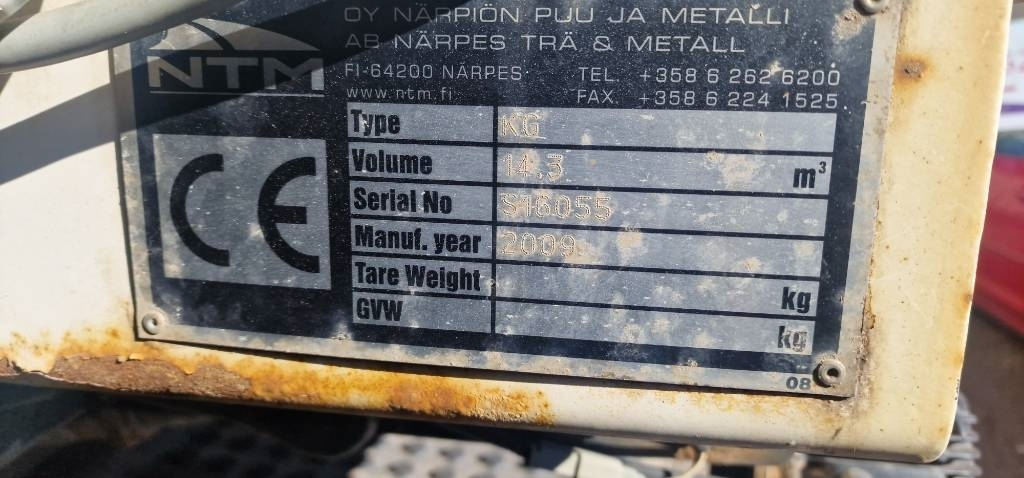 OY NÄRPIÖN PUU JA METALLI
AB NÄRPES TRÄ & METALL
NTM
FI-64200 NÄRPES TEL. +358 6 262 6200
www.ntm.fi FAX. +358 6 224 1525
CE
Type KG
Volume 14.3 m³
Serial No S16055
Manuf. year 2009
Tare Weight kg
GVW kg
08